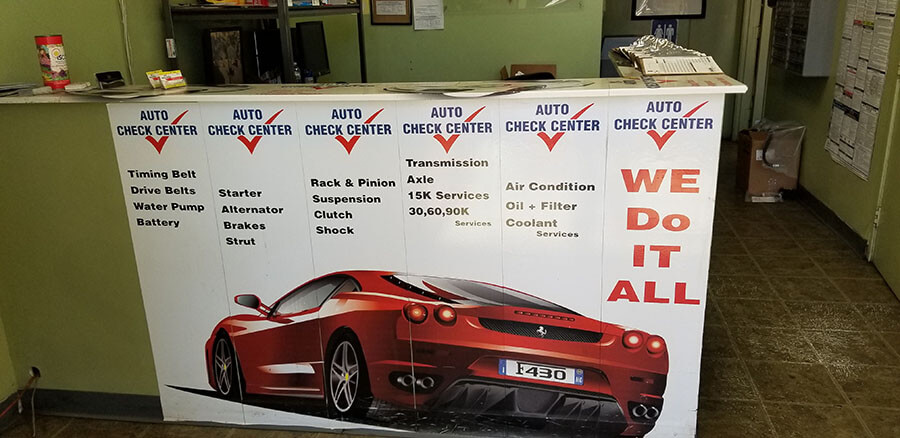 AUTO
CHECK CENTER
Timing Belt
Drive Belts
Water Pump
Battery
AUTO
CHECK CENTER
Starter
Alternator
Brakes
Strut
AUTO
CHECK CENTER
Rack & Pinion
Suspension
Clutch
Shock
AUTO
CHECK CENTER
Transmission
Axle
15K Services
30,60,90K
Services
AUTO
CHECK CENTER
Air Condition
Oil + Filter
Coolant
Services
AUTO
CHECK CENTER
WE
Do
IT
ALL
F430